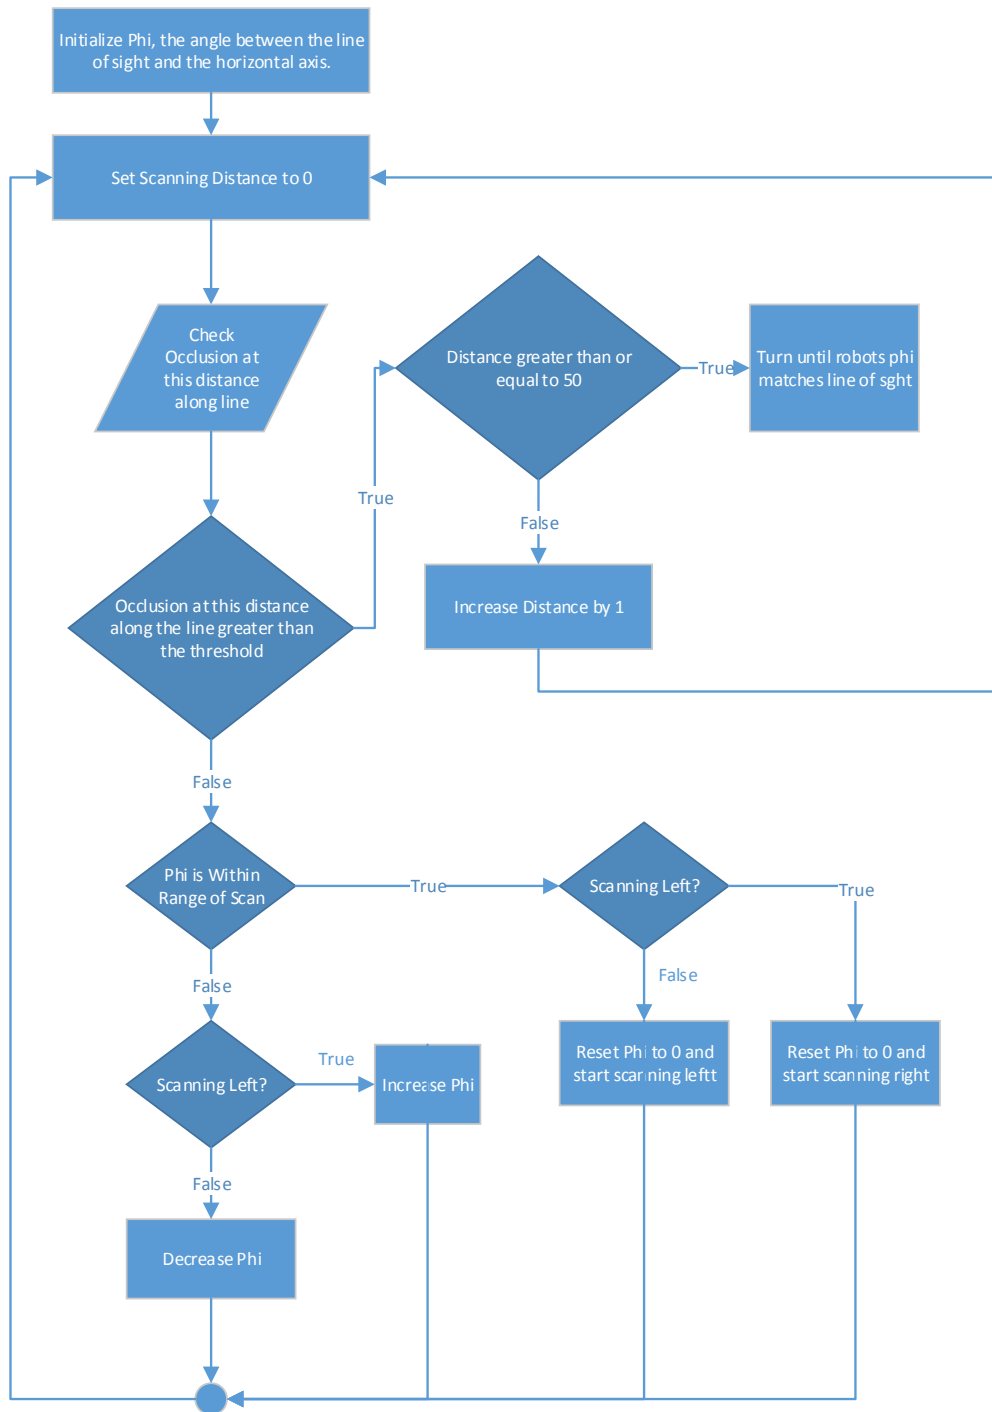 Initialize Phi, the angle between the line
of sight and the horizontal axis.
Set Scanning Distance to 0
Check
Occlusion at
this distance
along line
Distance greater than or
equal to 50
True
Turn until robots phi
matches line of sght
True
False
Increase Distance by 1
Occlusion at this distance
along the line greater than
the threshold
False
Phi is Within
Range of Scan
True
Scanning Left?
True
False
False
Reset Phi to 0 and
start scanning leftt
Reset Phi to 0 and
start scanning right
Scanning Left?
True
Increase Phi
False
Decrease Phi